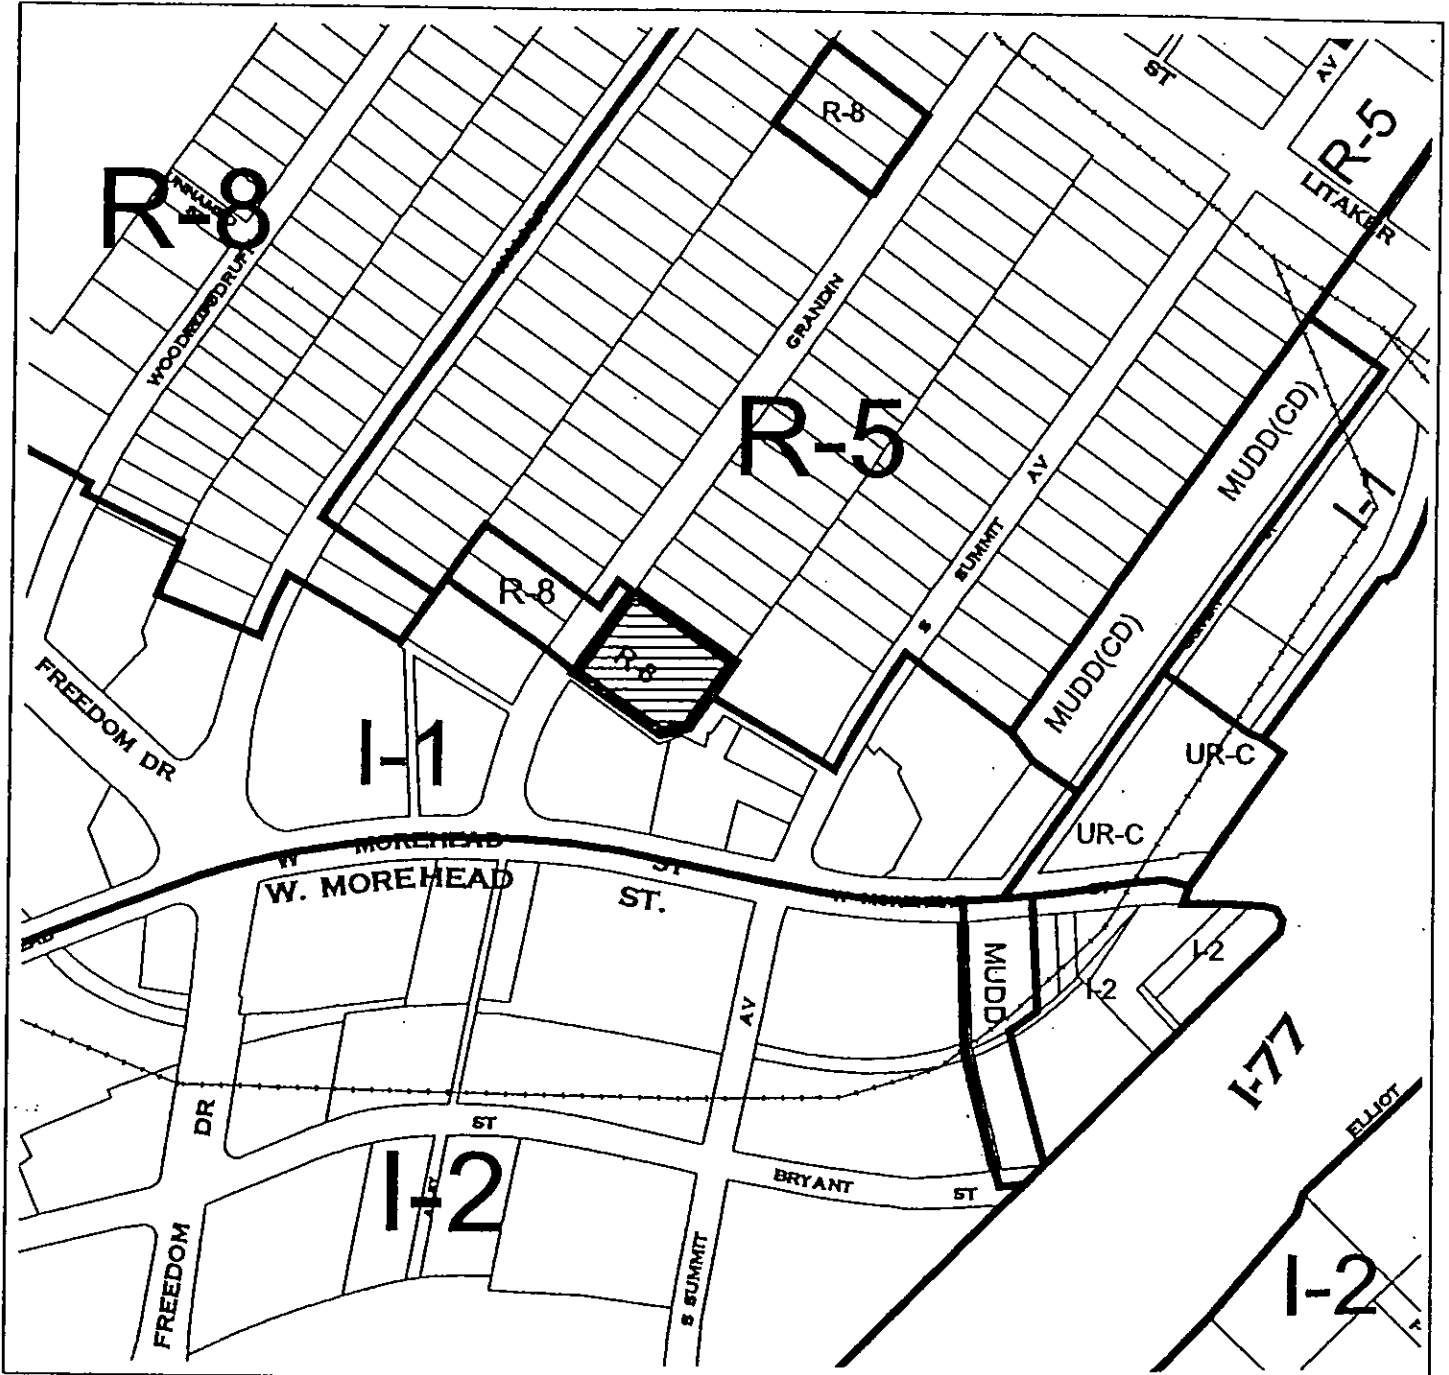 ST
AV
R-8
R-5
LITAKER
R-8
WOODRUFF
GRANDIN
MUDD(CD)
R-5
AV
I-1
SUMMIT
R-8
S
MUDD(CD)
R-8
FREEDOM DR
I-1
UR-C
UR-C
W MOREHEAD ST
W. MOREHEAD ST.
W MOREHEAD ST
MUDD
I-2
I-2
AV
I-77
DR
ST
ELLIOT
I-2
BRYANT ST
FREEDOM
S SUMMIT
I-2